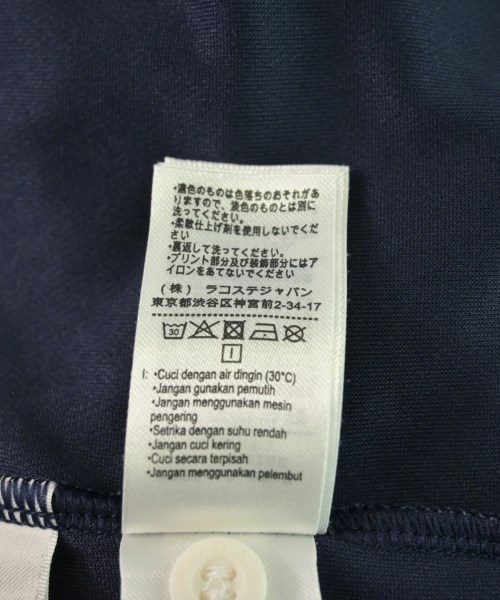 ・濃色のものは色落ちのおそれがあ
りますので、淡色のものとは別に
洗ってください。
・柔軟仕上げ剤を使用しないでくだ
さい
・裏返して洗ってください。
・プリント部分及び装飾部分にはア
イロンをあてないでください
(株) ラコステジャパン
東京都渋谷区神宮前2-34-17
30
I
I: •Cuci dengan air dingin (30°C)
•Jangan gunakan pemutih
•Jangan menggunakan mesin
pengering
•Setrika dengan suhu rendah
•Jangan cuci kering
•Cuci secara terpisah
•Jangan menggunakan pelembut